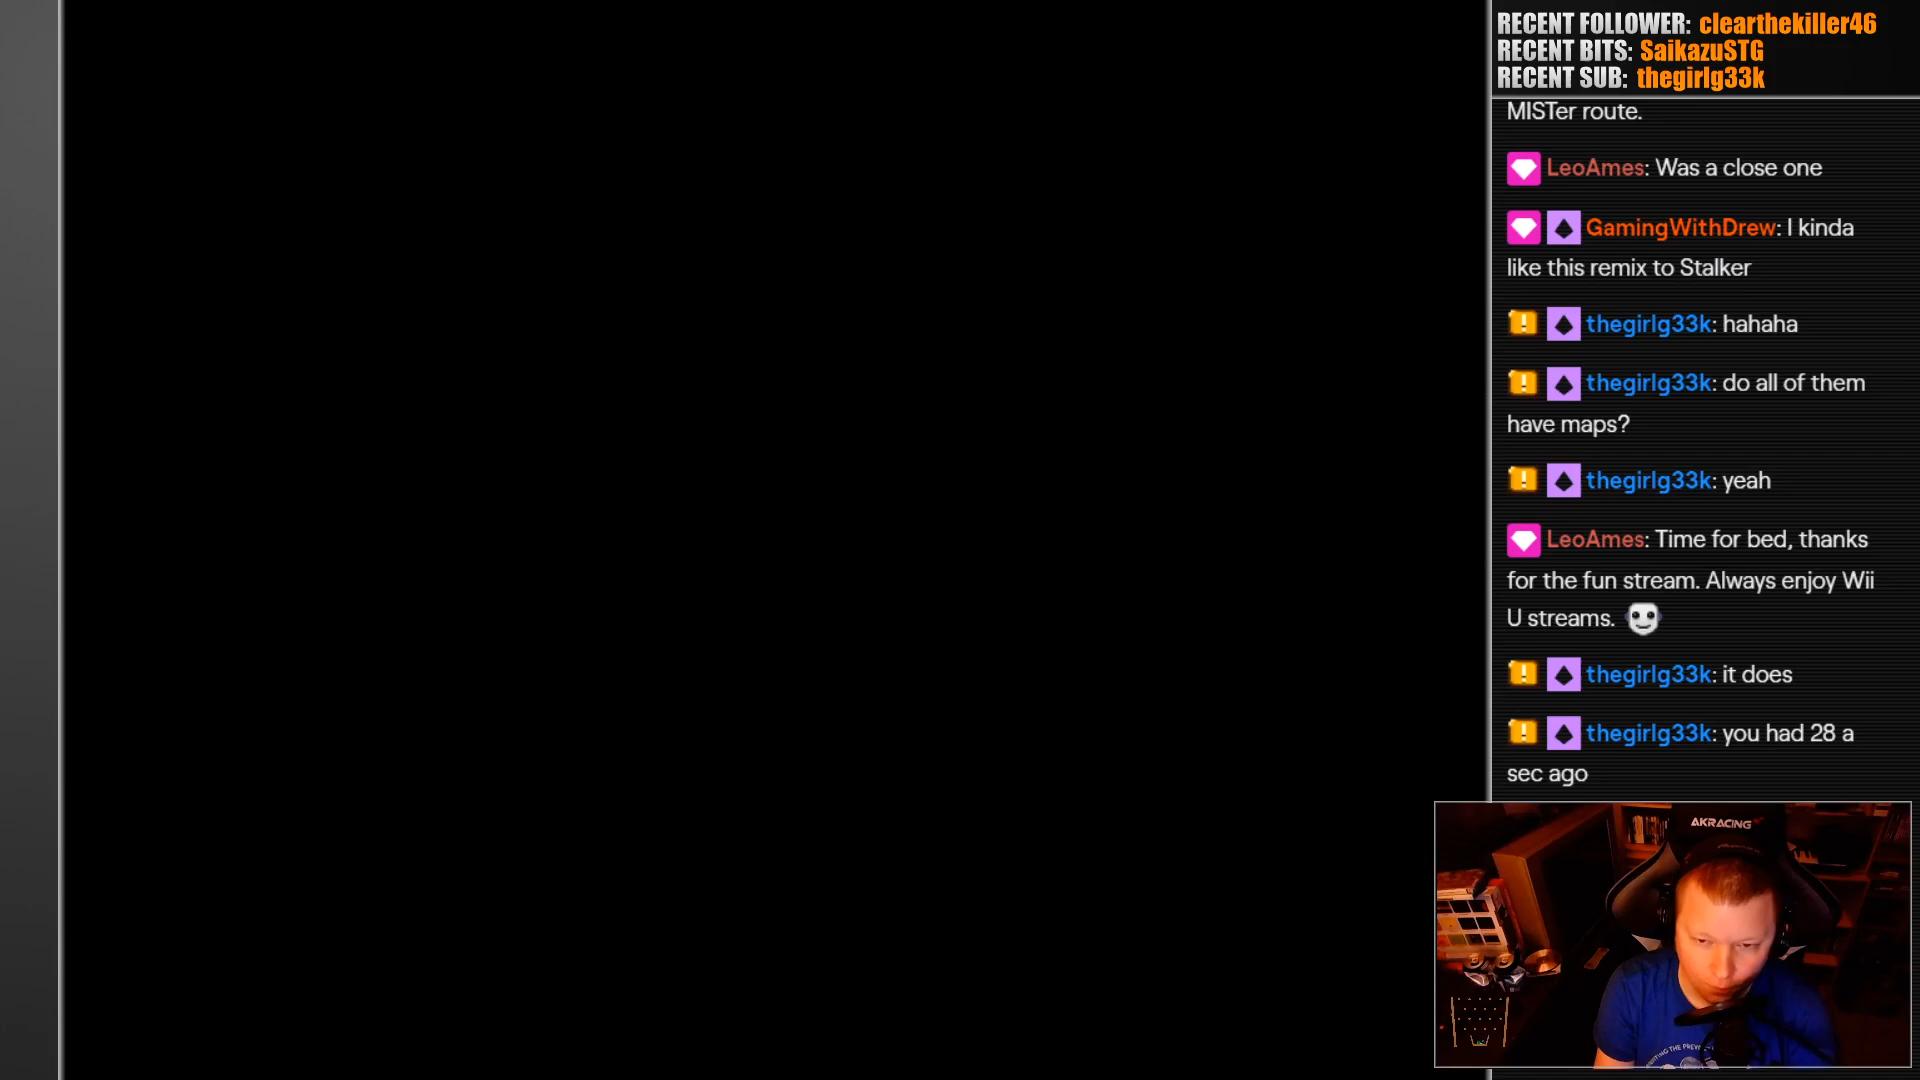 RECENT FOLLOWER: clearthekiller46
RECENT BITS: SaikazuSTG
RECENT SUB: thegirlg33k
MISTer route.
LeoAmes: Was a close one
GamingWithDrew: I kinda
like this remix to Stalker
thegirlg33k: hahaha
thegirlg33k: do all of them
have maps?
thegirlg33k: yeah
LeoAmes: Time for bed, thanks
for the fun stream. Always enjoy Wii
U streams.
thegirlg33k: it does
thegirlg33k: you had 28 a
sec ago
AKRACING